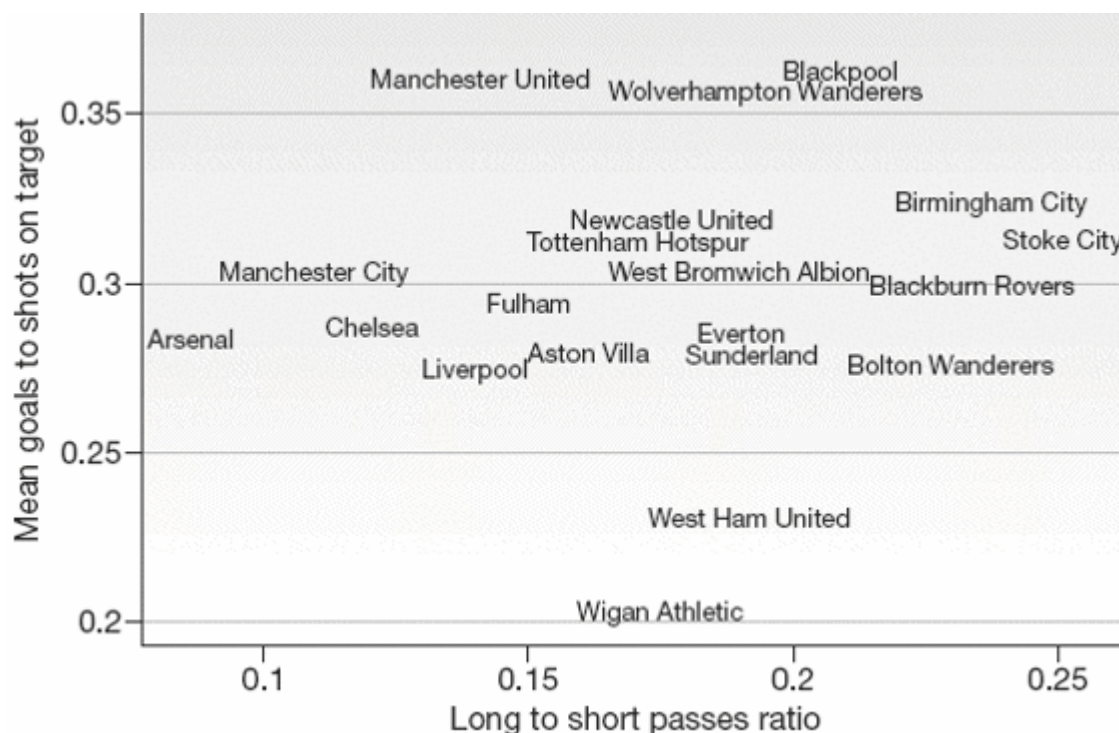 Blackpool
Manchester United
Wolverhampton Wanderers
0.35
Birmingham City
Newcastle United
Tottenham Hotspur
Stoke City
Manchester City
West Bromwich Albion
0.3
Blackburn Rovers
Fulham
Chelsea
Everton
Arsenal
Aston Villa
Sunderland
Liverpool
Bolton Wanderers
0.25
West Ham United
Wigan Athletic
0.2
Mean goals to shots on target
0.1 0.15 0.2 0.25
Long to short passes ratio